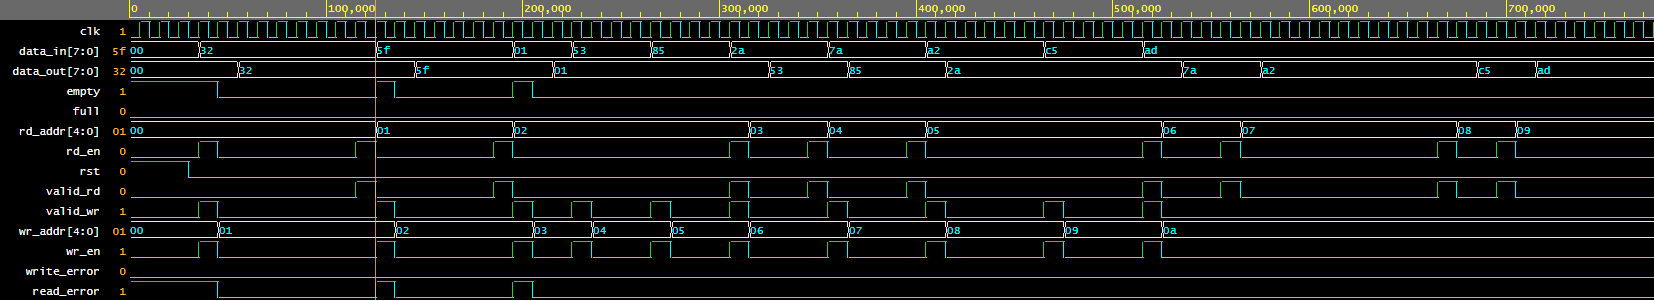 0 100,000 200,000 300,000 400,000 500,000 600,000 700,000
clk 1
data_in[7:0] 5f 00 32 5f 01 53 85 2a 7a a2 c5 ad
data_out[7:0] 32 00 32 5f 01 53 85 2a 7a a2 c5 ad
empty 1
full 0
rd_addr[4:0] 01 00 01 02 03 04 05 06 07 08 09
rd_en 0
rst 0
valid_rd 0
valid_wr 1
wr_addr[4:0] 01 00 01 02 03 04 05 06 07 08 09 0a
wr_en 1
write_error 0
read_error 1